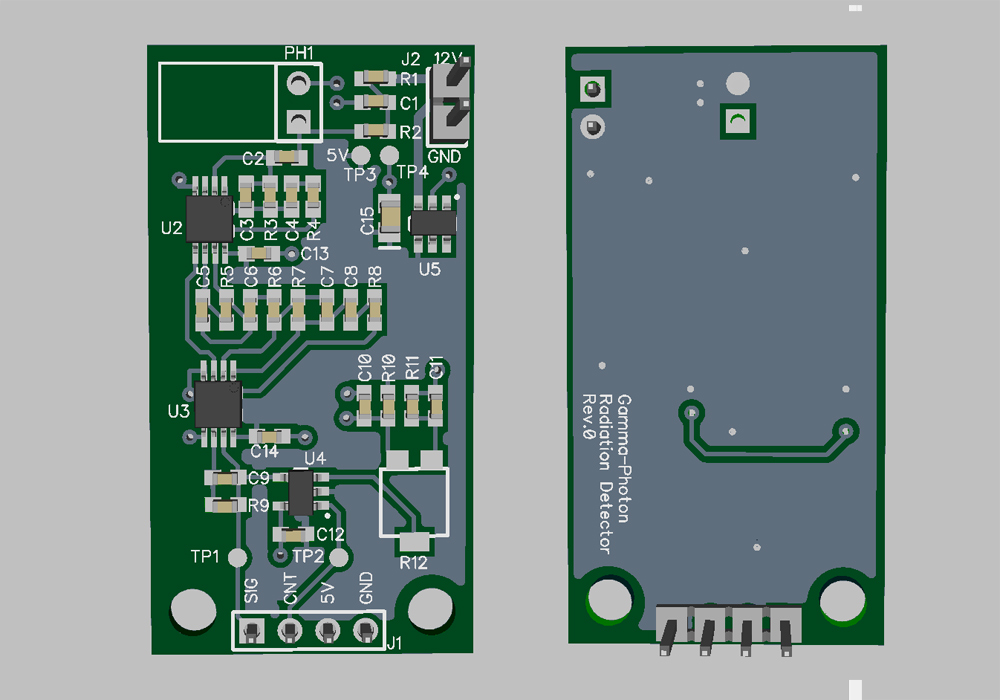 PH1
J2 12V
R1
C1
R2
5V
GND
TP3
TP4
C2
U2
C3
R3
C4
R4
C15
C13
U5
C5
R5
C6
R6
R7
C7
C8
R8
C10
R10
R11
C11
U3
C14
U4
C9
R9
C12
TP1
TP2
R12
SIG
CNT
5V
GND
J1
Gamma-Photon
Radiation Detector
Rev.0